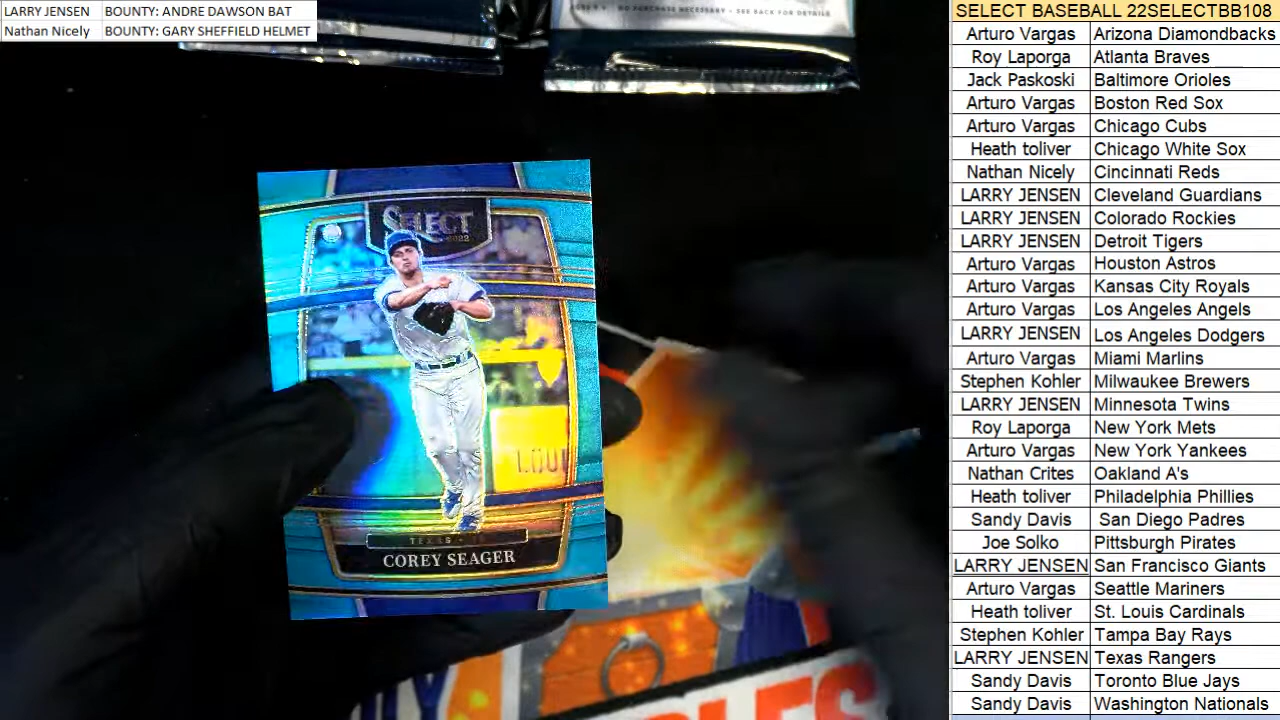 LARRY JENSEN BOUNTY: ANDRE DAWSON BAT
Nathan Nicely BOUNTY: GARY SHEFFIELD HELMET
NO PURCHASE NECESSARY - SEE BACK FOR DETAILS
SELECT
2022
TEXAS
COREY SEAGER
SELECT BASEBALL 22SELECTBB108
Arturo Vargas Arizona Diamondbacks
Roy Laporga Atlanta Braves
Jack Paskoski Baltimore Orioles
Arturo Vargas Boston Red Sox
Arturo Vargas Chicago Cubs
Heath toliver Chicago White Sox
Nathan Nicely Cincinnati Reds
LARRY JENSEN Cleveland Guardians
LARRY JENSEN Colorado Rockies
LARRY JENSEN Detroit Tigers
Arturo Vargas Houston Astros
Arturo Vargas Kansas City Royals
Arturo Vargas Los Angeles Angels
LARRY JENSEN Los Angeles Dodgers
Arturo Vargas Miami Marlins
Stephen Kohler Milwaukee Brewers
LARRY JENSEN Minnesota Twins
Roy Laporga New York Mets
Arturo Vargas New York Yankees
Nathan Crites Oakland A's
Heath toliver Philadelphia Phillies
Sandy Davis San Diego Padres
Joe Solko Pittsburgh Pirates
LARRY JENSEN San Francisco Giants
Arturo Vargas Seattle Mariners
Heath toliver St. Louis Cardinals
Stephen Kohler Tampa Bay Rays
LARRY JENSEN Texas Rangers
Sandy Davis Toronto Blue Jays
Sandy Davis Washington Nationals